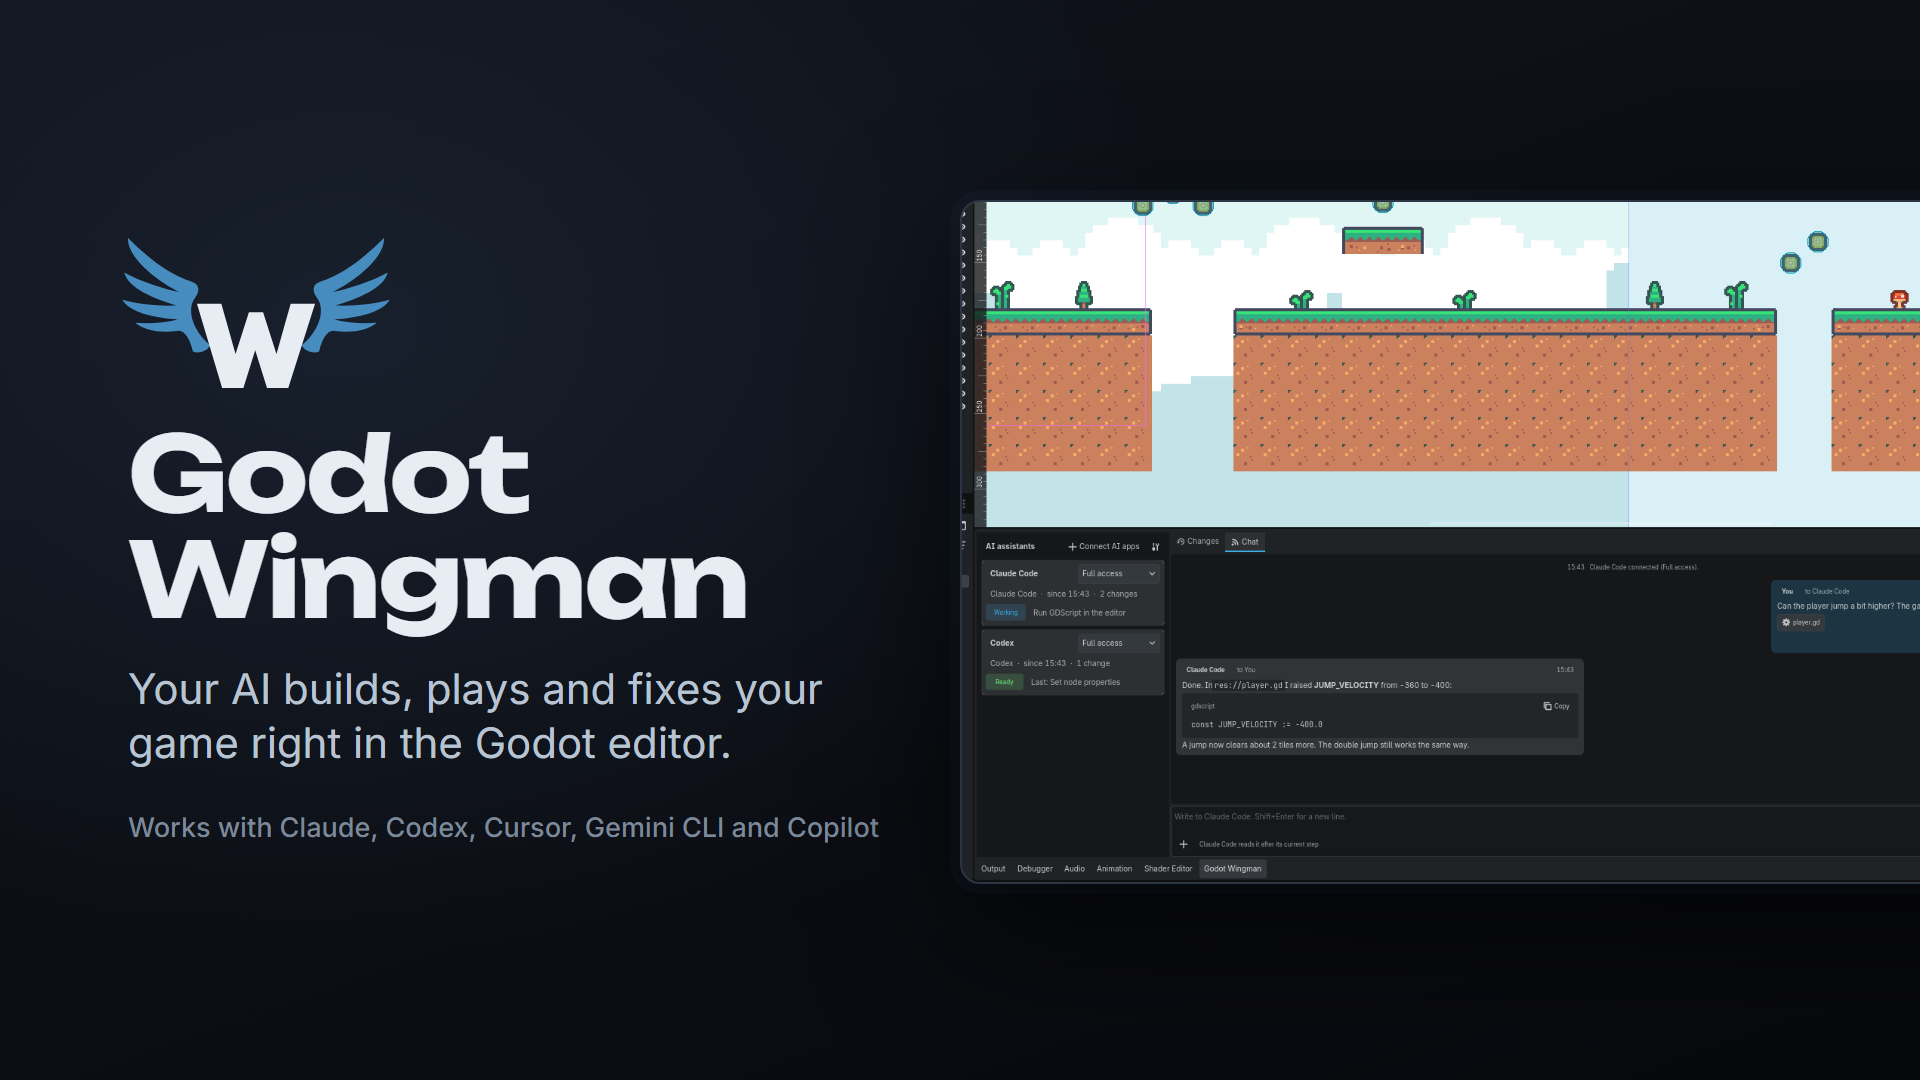 W
Godot
Wingman
Your AI builds, plays and fixes your
game right in the Godot editor.
Works with Claude, Codex, Cursor, Gemini CLI and Copilot
150
200
250
300
AI assistants
Connect AI apps
Claude Code
Full access
Claude Code · since 15:43 · 2 changes
Working
Run GDScript in the editor
Codex
Full access
Codex · since 15:43 · 1 change
Ready
Last: Set node properties
Changes
Chat
15:43 Claude Code connected (Full access).
You to Claude Code
Can the player jump a bit higher? The ga
player.gd
Claude Code to You
15:43
Done. In res://player.gd I raised JUMP_VELOCITY from -360 to -400:
gdscript
Copy
const JUMP_VELOCITY := -400.0
A jump now clears about 2 tiles more. The double jump still works the same way.
Write to Claude Code. Shift+Enter for a new line.
Claude Code reads it after its current step
Output Debugger Audio Animation Shader Editor Godot Wingman